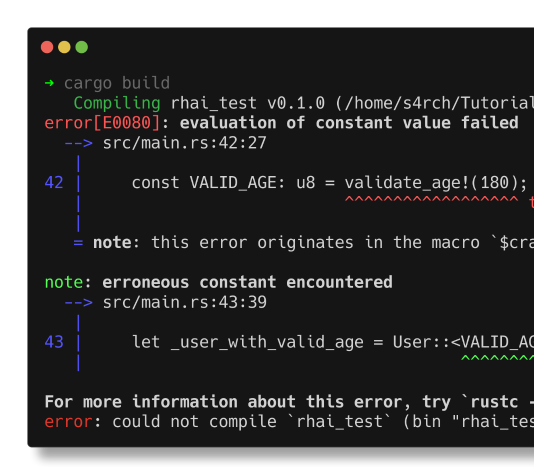 → cargo build
Compiling rhai_test v0.1.0 (/home/s4rch/Tutorial
error[E0080]: evaluation of constant value failed
--> src/main.rs:42:27
|
42 |     const VALID_AGE: u8 = validate_age!(180);
|                           ^^^^^^^^^^^^^^^^^^ t
|
= note: this error originates in the macro `$cra
note: erroneous constant encountered
--> src/main.rs:43:39
|
43 |     let _user_with_valid_age = User::<VALID_AG
|                                       ^^^^^^^^
For more information about this error, try `rustc -
error: could not compile `rhai_test` (bin "rhai_tes